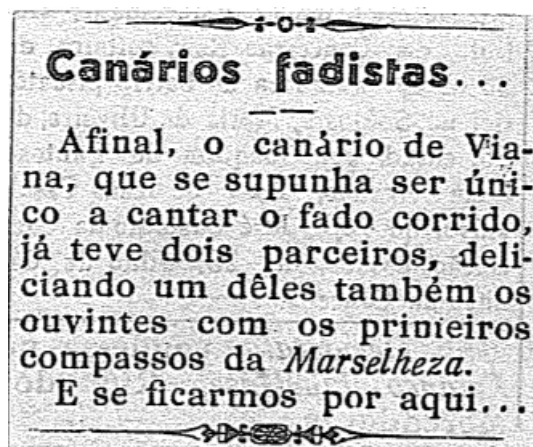 Canários fadistas...
Afinal, o canário de Via-
na, que se supunha ser úni-
co a cantar o fado corrido,
já teve dois parceiros, deli-
ciando um dêles também os
ouvintes com os primeiros
compassos da Marselheza.
E se ficarmos por aqui...